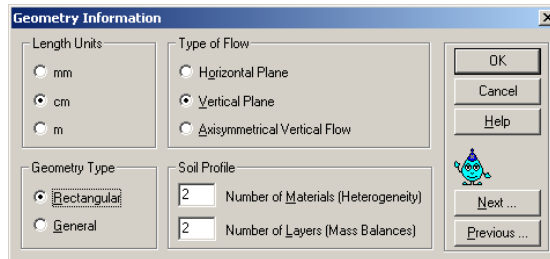 Geometry Information
Length Units
mm
cm
m
Type of Flow
Horizontal Plane
Vertical Plane
Axisymmetrical Vertical Flow
Geometry Type
Rectangular
General
Soil Profile
2 Number of Materials (Heterogeneity)
2 Number of Layers (Mass Balances)
OK
Cancel
Help
Next ...
Previous ...